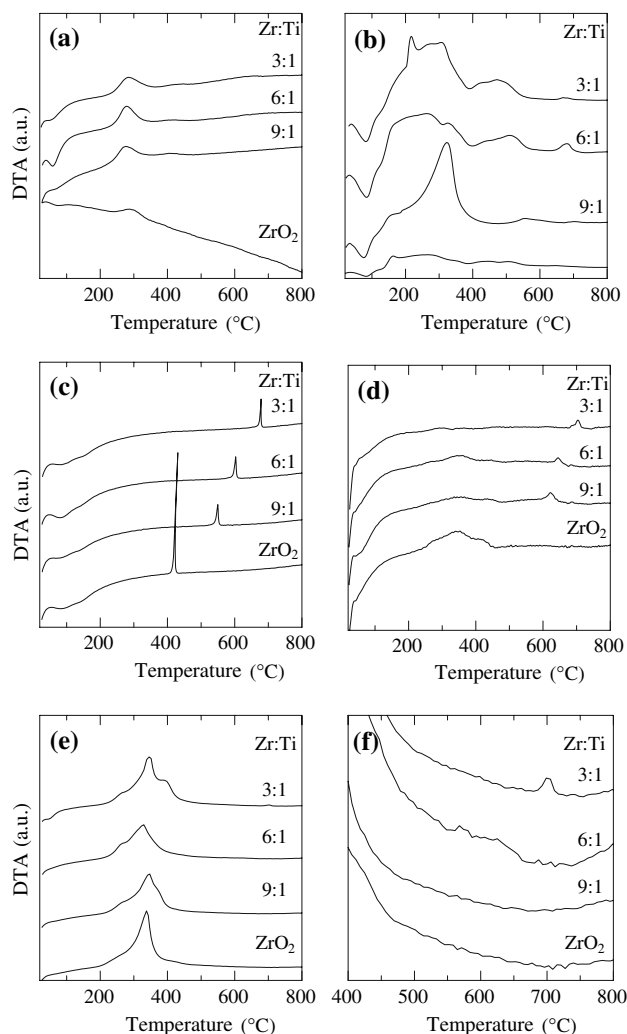 (a) Zr:Ti
3:1
6:1
9:1
ZrO₂
DTA (a.u.)
200 400 600 800
Temperature (°C)
(b) Zr:Ti
3:1
6:1
9:1
ZrO₂
200 400 600 800
Temperature (°C)
(c) Zr:Ti
3:1
6:1
9:1
ZrO₂
DTA (a.u.)
200 400 600 800
Temperature (°C)
(d) Zr:Ti
3:1
6:1
9:1
ZrO₂
200 400 600 800
Temperature (°C)
(e) Zr:Ti
3:1
6:1
9:1
ZrO₂
DTA (a.u.)
200 400 600 800
Temperature (°C)
(f) Zr:Ti
3:1
6:1
9:1
ZrO₂
400 500 600 700 800
Temperature (°C)